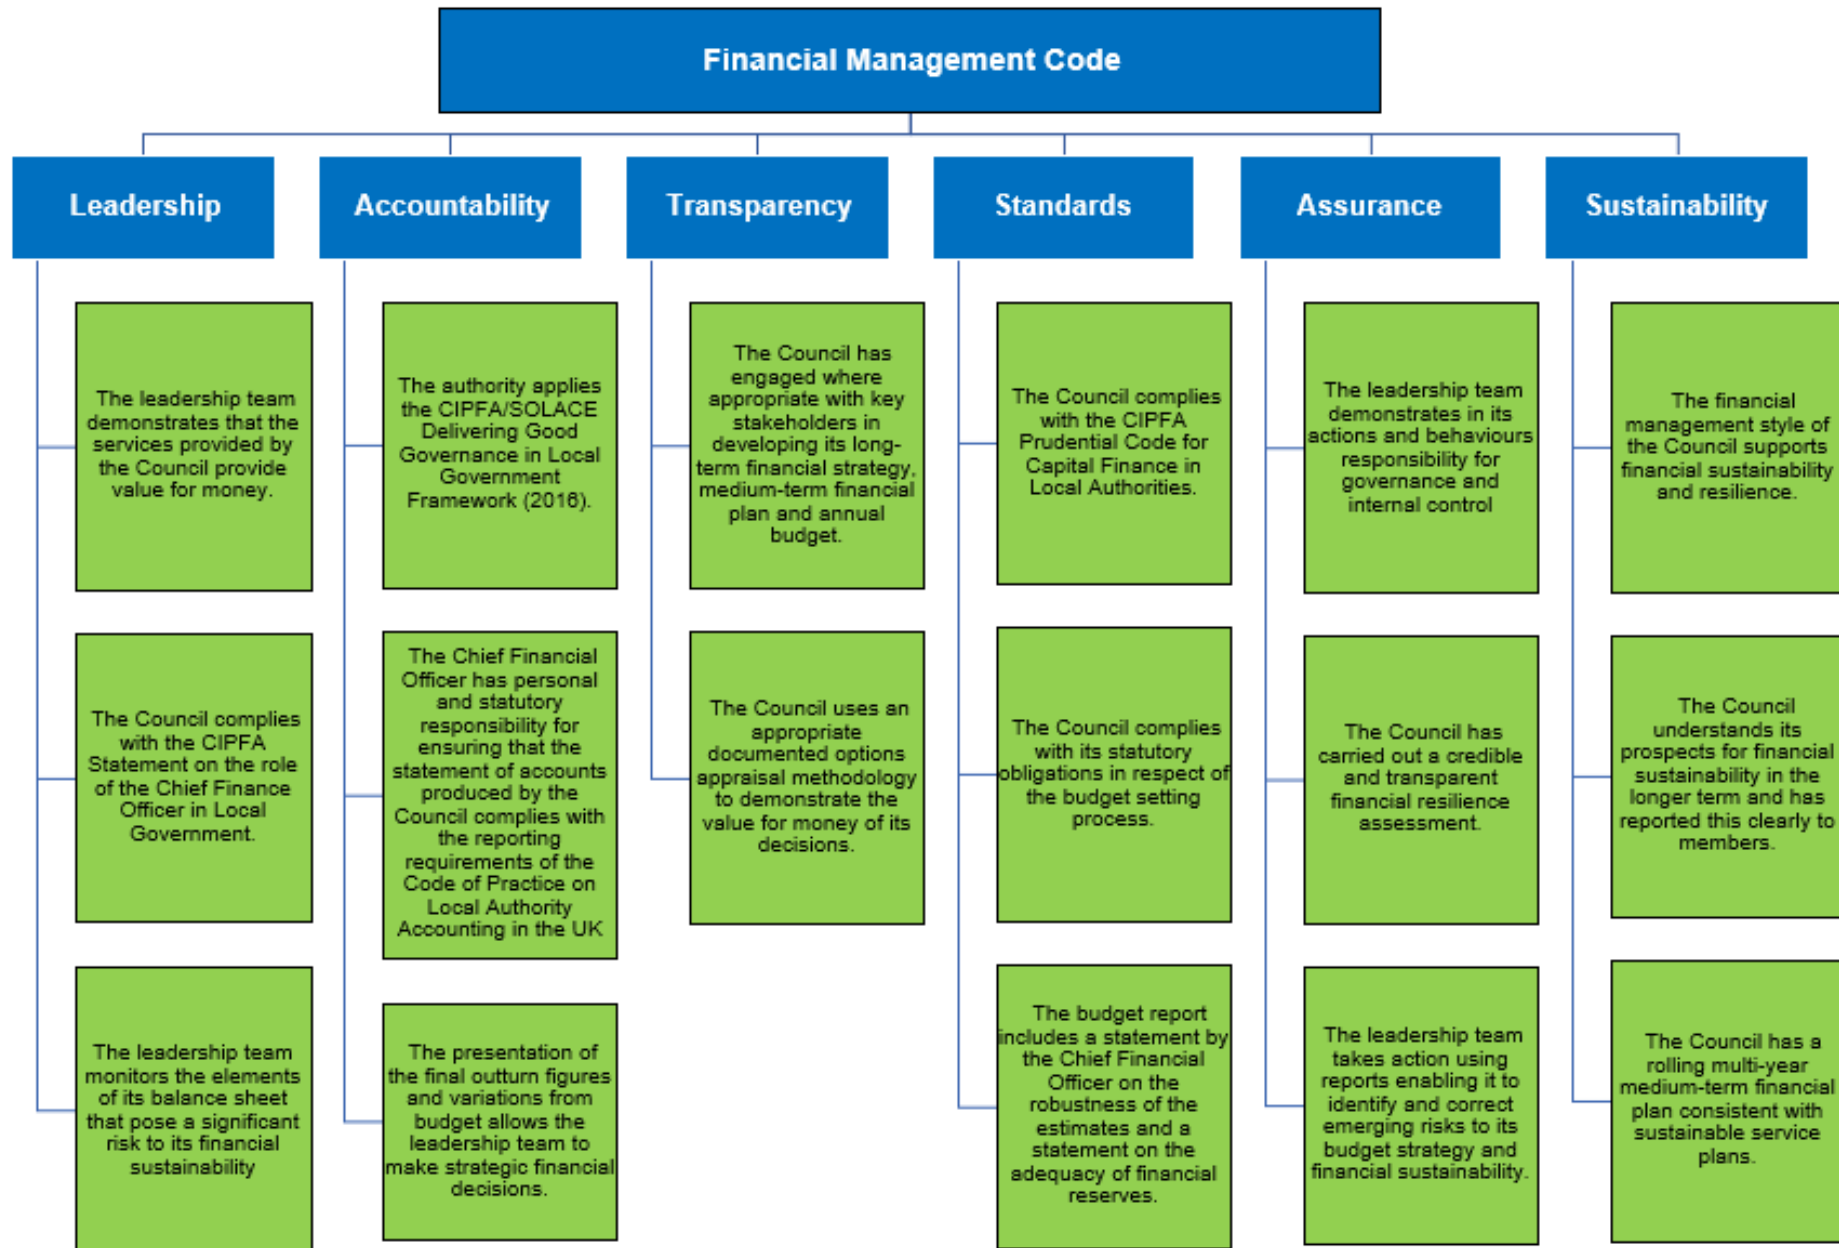 Financial Management Code
Leadership
Accountability
Transparency
Standards
Assurance
Sustainability
The leadership team
demonstrates that the
services provided by
the Council provide
value for money.
The Council complies
with the CIPFA
Statement on the role
of the Chief Finance
Officer in Local
Government.
The leadership team
monitors the elements
of its balance sheet
that pose a significant
risk to its financial
sustainability
The authority applies
the CIPFA/SOLACE
Delivering Good
Governance in Local
Government
Framework (2016).
The Chief Financial
Officer has personal
and statutory
responsibility for
ensuring that the
statement of accounts
produced by the
Council complies with
the reporting
requirements of the
Code of Practice on
Local Authority
Accounting in the UK
The presentation of
the final outturn figures
and variations from
budget allows the
leadership team to
make strategic financial
decisions.
The Council has
engaged where
appropriate with key
stakeholders in
developing its long-
term financial strategy,
medium-term financial
plan and annual
budget.
The Council uses an
appropriate
documented options
appraisal methodology
to demonstrate the
value for money of its
decisions.
The Council complies
with the CIPFA
Prudential Code for
Capital Finance in
Local Authorities.
The Council complies
with its statutory
obligations in respect of
the budget setting
process.
The budget report
includes a statement by
the Chief Financial
Officer on the
robustness of the
estimates and a
statement on the
adequacy of financial
reserves.
The leadership team
demonstrates in its
actions and behaviours
responsibility for
governance and
internal control
The Council has
carried out a credible
and transparent
financial resilience
assessment.
The leadership team
takes action using
reports enabling it to
identify and correct
emerging risks to its
budget strategy and
financial sustainability.
The financial
management style of
the Council supports
financial sustainability
and resilience.
The Council
understands its
prospects for financial
sustainability in the
longer term and has
reported this clearly to
members.
The Council has a
rolling multi-year
medium-term financial
plan consistent with
sustainable service
plans.